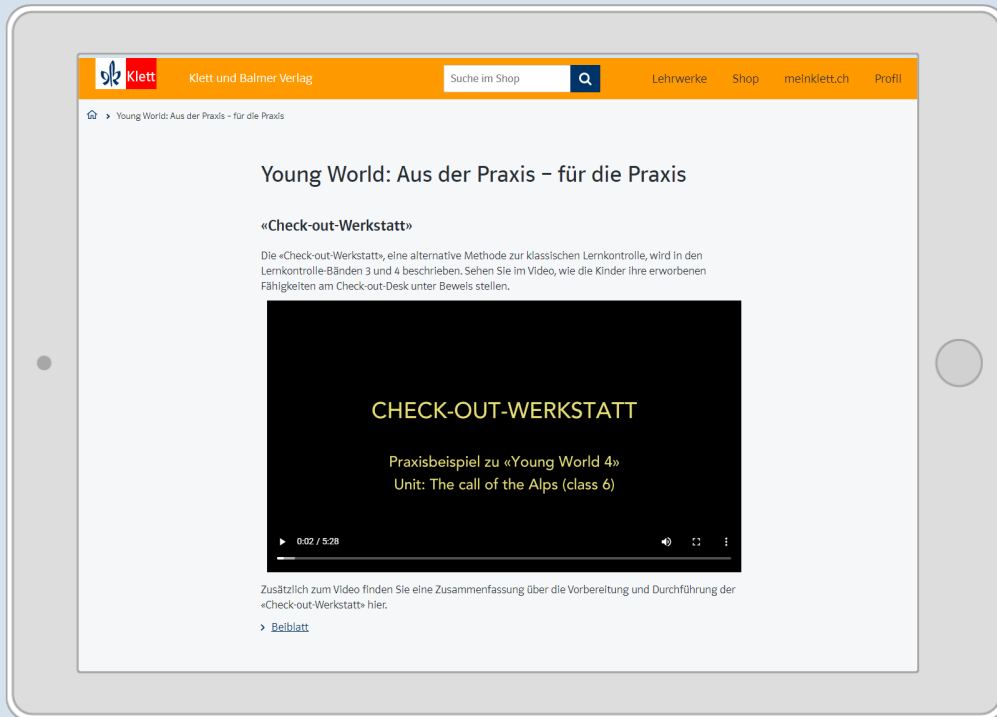 Klett
Klett und Balmer Verlag
Suche im Shop
Lehrwerke
Shop
meinklett.ch
Profil
Young World: Aus der Praxis – für die Praxis
Young World: Aus der Praxis – für die Praxis
«Check-out-Werkstatt»
Die «Check-out-Werkstatt», eine alternative Methode zur klassischen Lernkontrolle, wird in den
Lernkontrolle-Bänden 3 und 4 beschrieben. Sehen Sie im Video, wie die Kinder ihre erworbenen
Fähigkeiten am Check-out-Desk unter Beweis stellen.
CHECK-OUT-WERKSTATT
Praxisbeispiel zu «Young World 4»
Unit: The call of the Alps (class 6)
0:02 / 5:28
Zusätzlich zum Video finden Sie eine Zusammenfassung über die Vorbereitung und Durchführung der
«Check-out-Werkstatt» hier.
Beiblatt